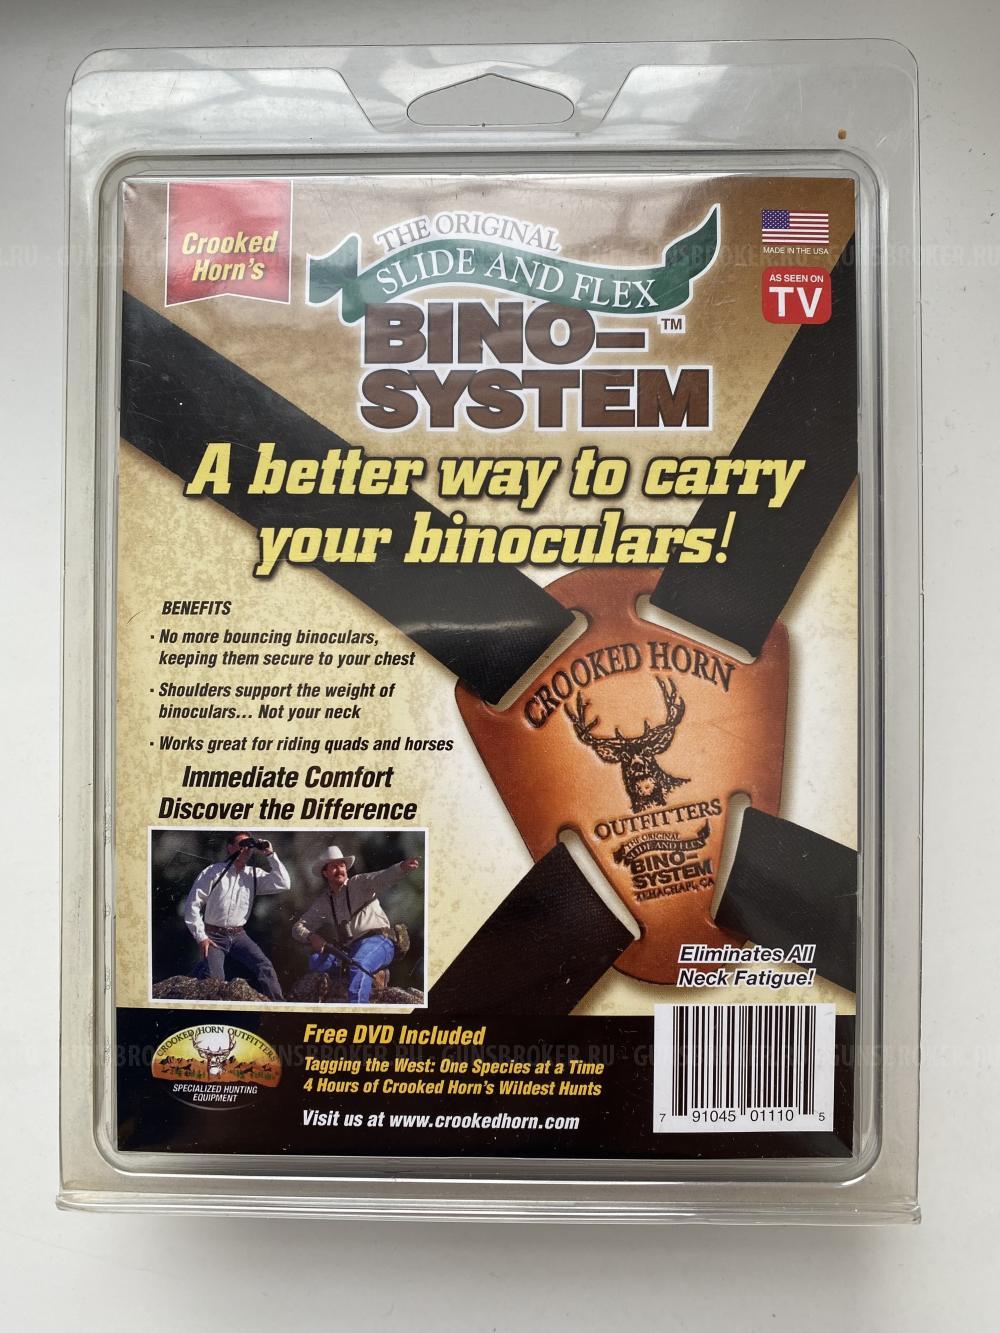 Crooked
Horn's
THE ORIGINAL
SLIDE AND FLEX
BINO-™
SYSTEM
MADE IN THE USA
AS SEEN ON
TV
A better way to carry
your binoculars!
BENEFITS
· No more bouncing binoculars,
keeping them secure to your chest
· Shoulders support the weight of
binoculars... Not your neck
· Works great for riding quads and horses
Immediate Comfort
Discover the Difference
CROOKED HORN
OUTFITTERS
THE ORIGINAL
SLIDE AND FLEX
BINO-
SYSTEM
TEHACHAPI, CA
Eliminates All
Neck Fatigue!
CROOKED HORN OUTFITTERS
SPECIALIZED HUNTING
EQUIPMENT
Free DVD Included
Tagging the West: One Species at a Time
4 Hours of Crooked Horn's Wildest Hunts
Visit us at www.crookedhorn.com
7 91045 01110 5
GUNSBROKER.RU